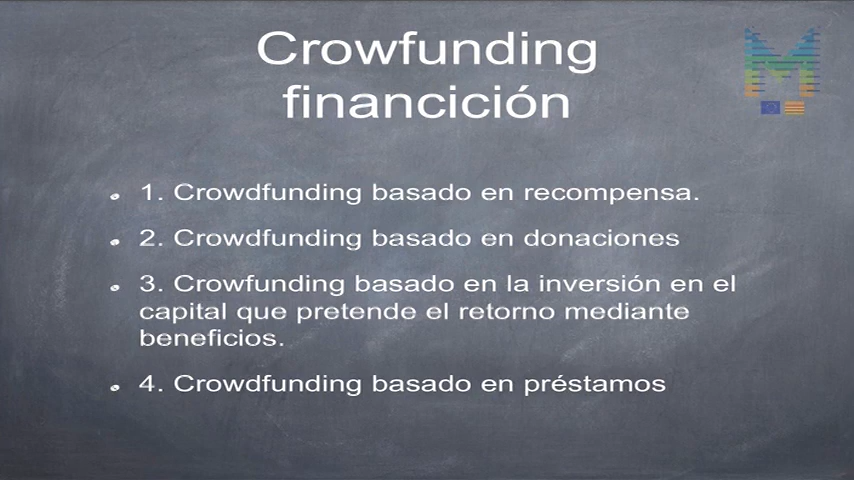 Crowfunding
financición
1. Crowdfunding basado en recompensa.
2. Crowdfunding basado en donaciones
3. Crowfunding basado en la inversión en el
capital que pretende el retorno mediante
beneficios.
4. Crowdfunding basado en préstamos